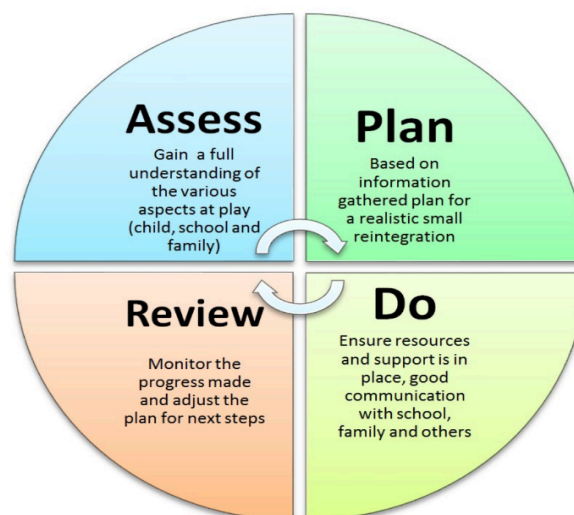 Assess
Gain a full
understanding of
the various
aspects at play
(child, school and
family)
Plan
Based on
information
gathered plan for
a realistic small
reintegration
Review
Monitor the
progress made
and adjust the
plan for next steps
Do
Ensure resources
and support is in
place, good
communication
with school,
family and others